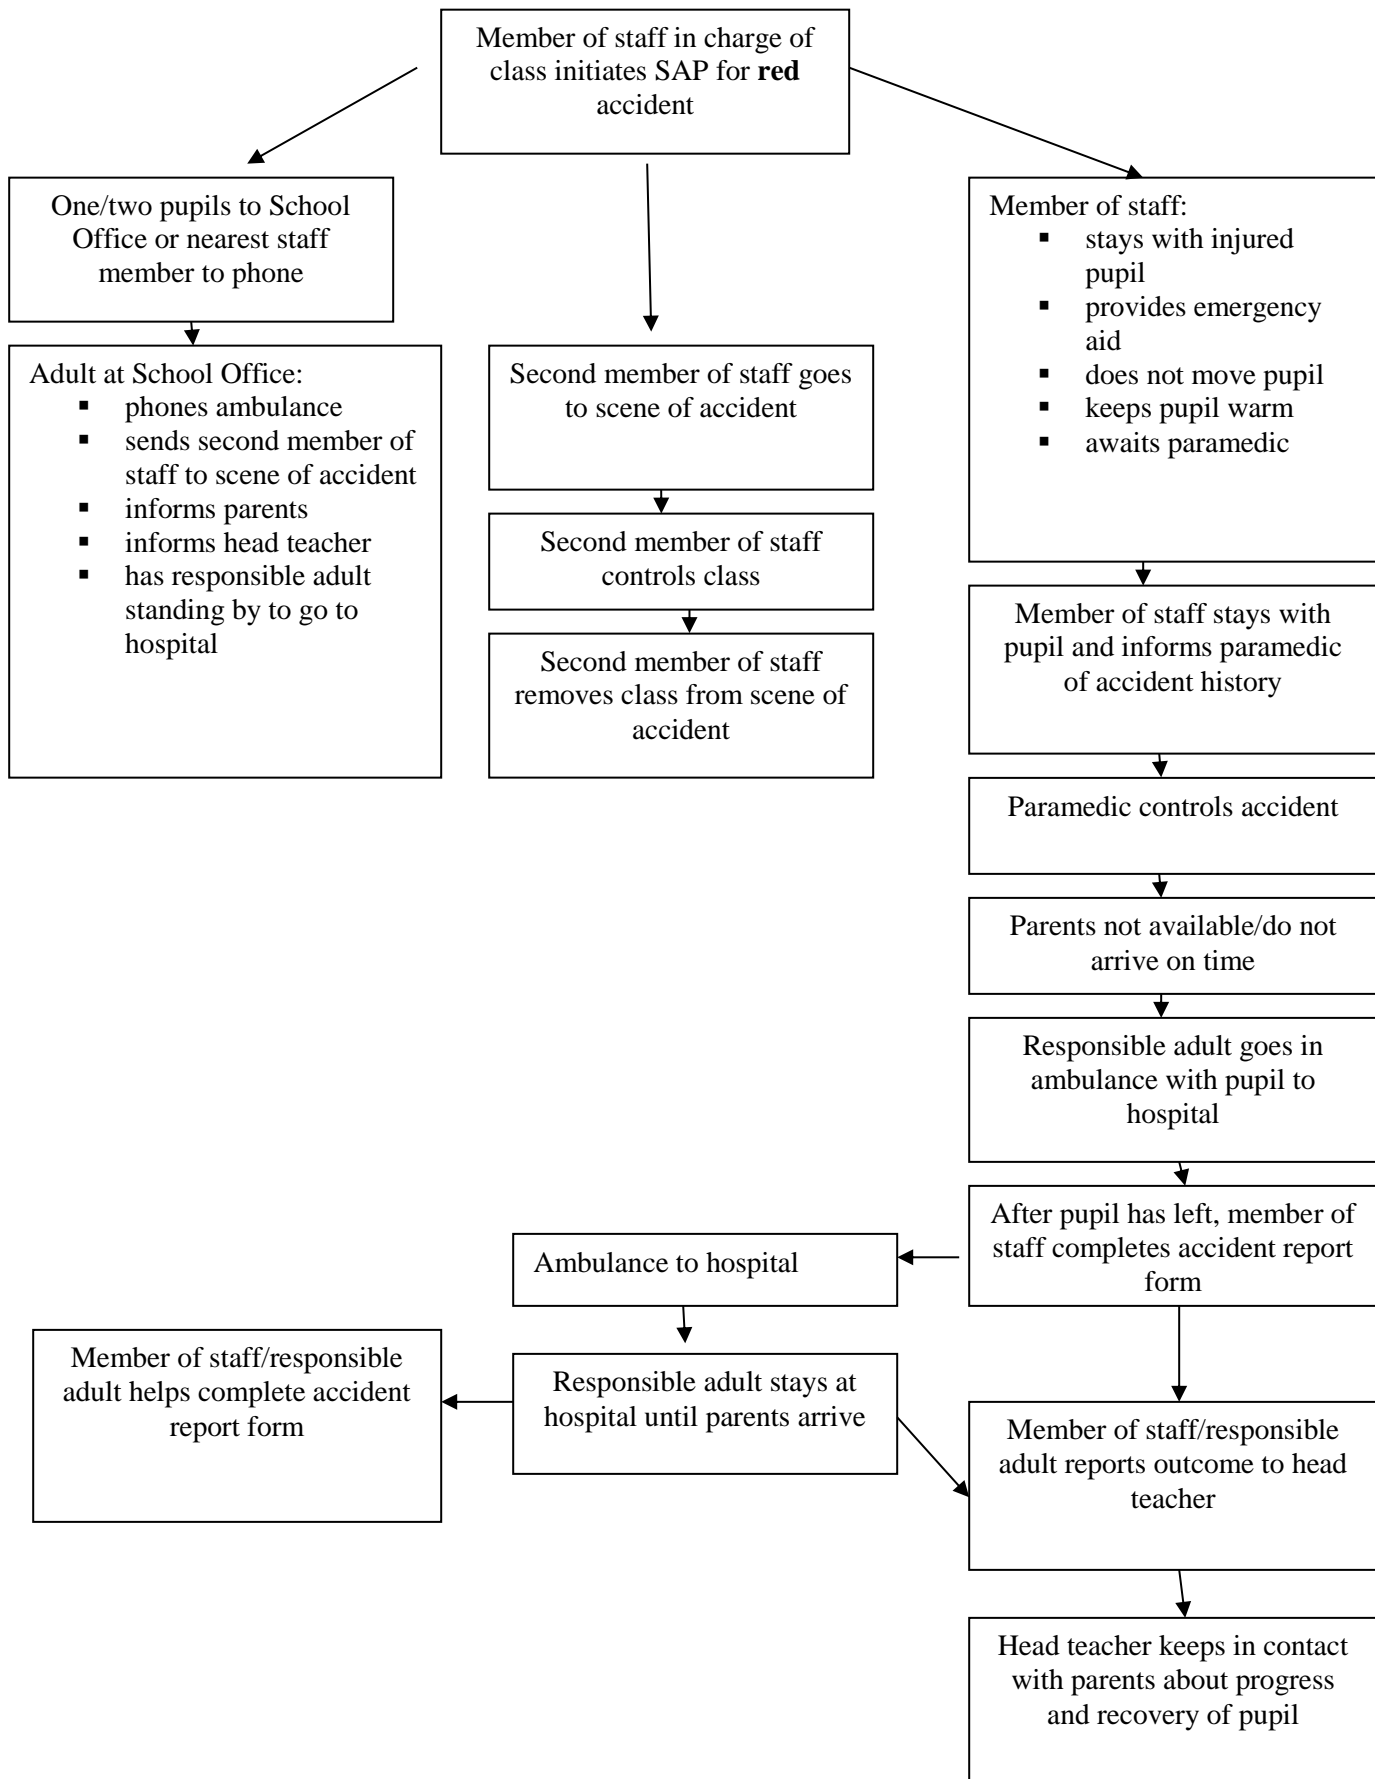 Member of staff in charge of
class initiates SAP for red
accident
One/two pupils to School
Office or nearest staff
member to phone
Adult at School Office:
▪ phones ambulance
▪ sends second member of
staff to scene of accident
▪ informs parents
▪ informs head teacher
▪ has responsible adult
standing by to go to
hospital
Second member of staff goes
to scene of accident
Second member of staff
controls class
Second member of staff
removes class from scene of
accident
Member of staff:
▪ stays with injured
pupil
▪ provides emergency
aid
▪ does not move pupil
▪ keeps pupil warm
▪ awaits paramedic
Member of staff stays with
pupil and informs paramedic
of accident history
Paramedic controls accident
Parents not available/do not
arrive on time
Responsible adult goes in
ambulance with pupil to
hospital
After pupil has left, member of
staff completes accident report
form
Ambulance to hospital
Responsible adult stays at
hospital until parents arrive
Member of staff/responsible
adult helps complete accident
report form
Member of staff/responsible
adult reports outcome to head
teacher
Head teacher keeps in contact
with parents about progress
and recovery of pupil